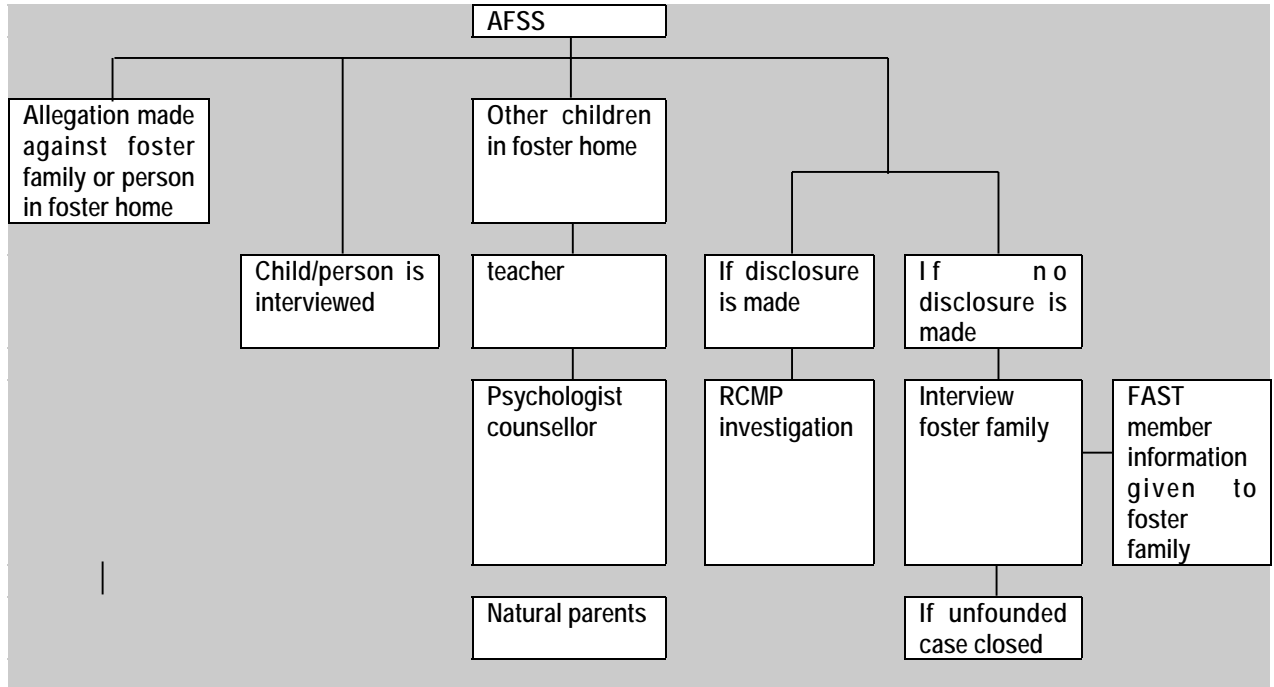 AFSS
Allegation made
against foster
family or person
in foster home
Other children
in foster home
Child/person is
interviewed
teacher
If disclosure
is made
If no
disclosure is
made
Psychologist
counsellor
RCMP
investigation
Interview
foster family
FAST
member
information
given to
foster
family
Natural parents
If unfounded
case closed